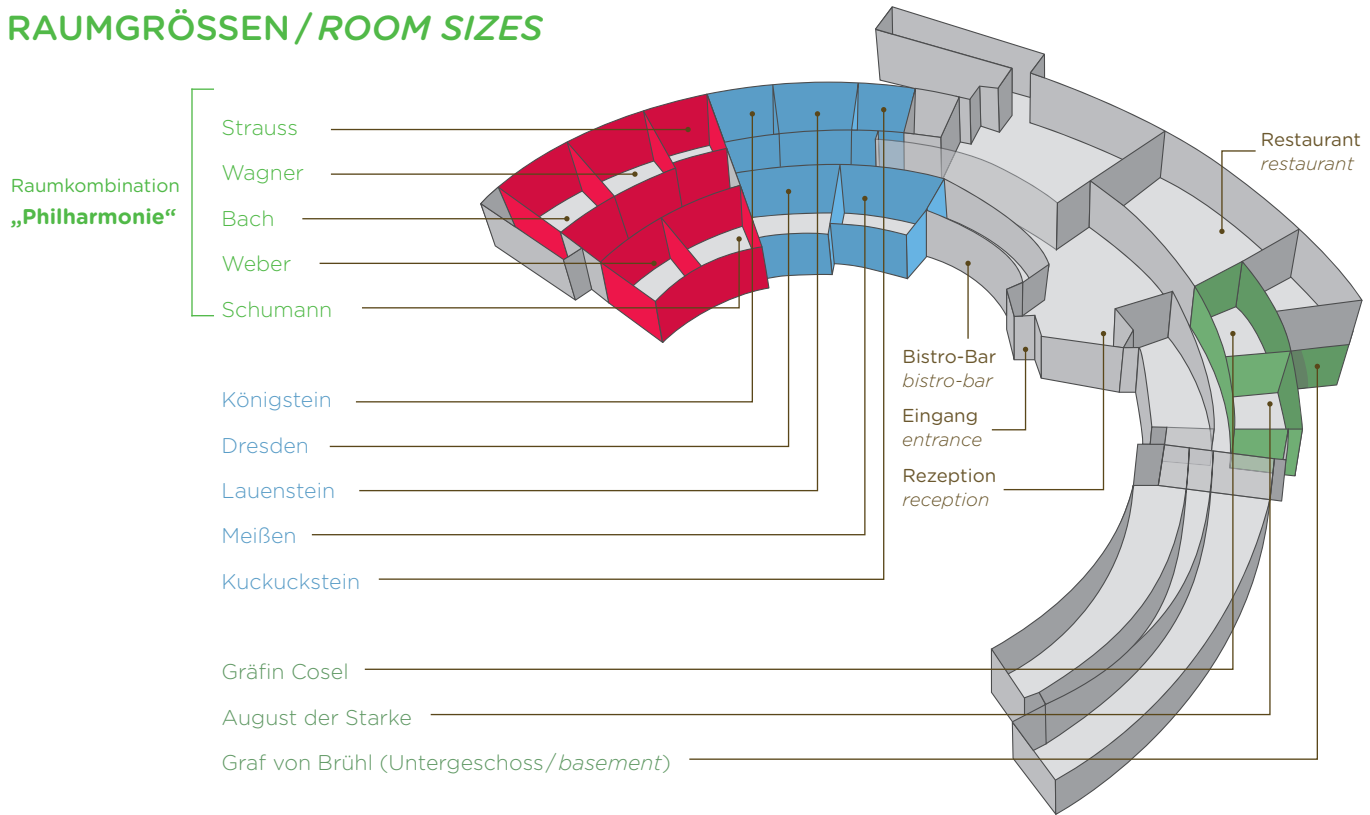 RAUMGRÖSSEN / ROOM SIZES
Raumkombination
„Philharmonie“
Strauss
Wagner
Bach
Weber
Schumann
Königstein
Dresden
Lauenstein
Meißen
Kuckuckstein
Gräfin Cosel
August der Starke
Graf von Brühl (Untergeschoss / basement)
Restaurant
restaurant
Bistro-Bar
bistro-bar
Eingang
entrance
Rezeption
reception